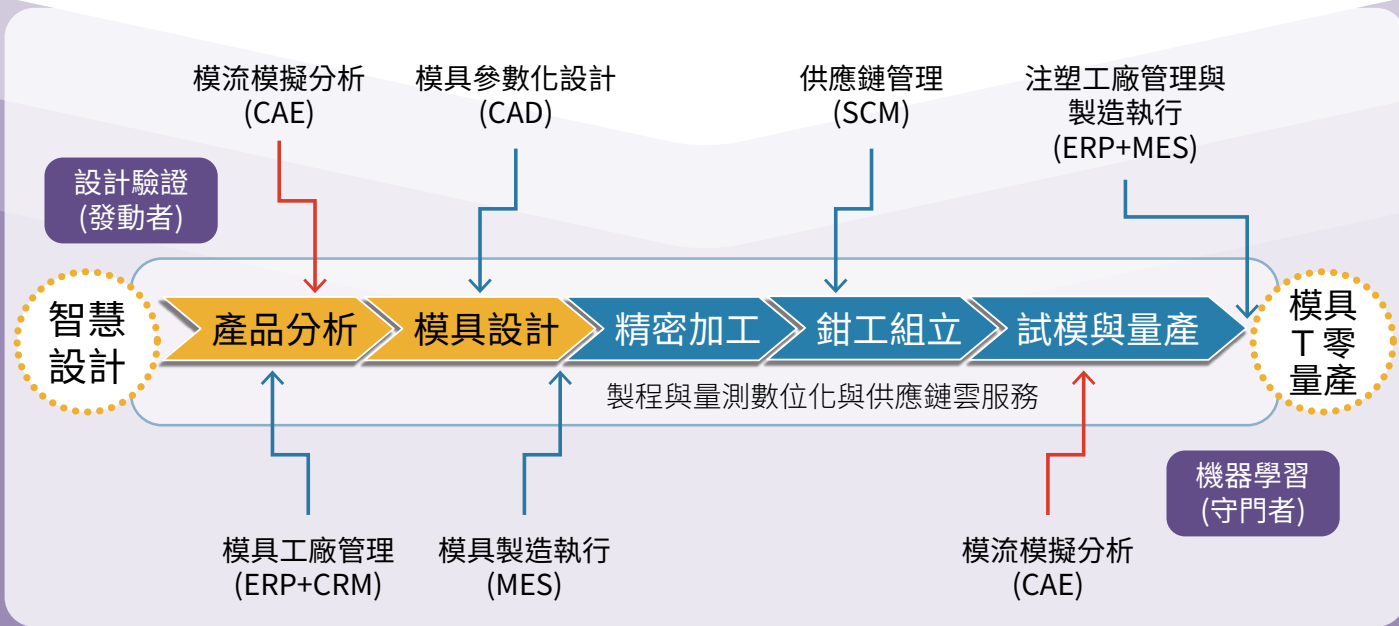 模流模擬分析
(CAE)
模具參數化設計
(CAD)
供應鏈管理
(SCM)
注塑工廠管理與
製造執行
(ERP+MES)
設計驗證
(發動者)
智慧
設計
產品分析
模具設計
精密加工
鉗工組立
試模與量產
模具
T 零
量產
製程與量測數位化與供應鏈雲服務
機器學習
(守門者)
模具工廠管理
(ERP+CRM)
模具製造執行
(MES)
模流模擬分析
(CAE)